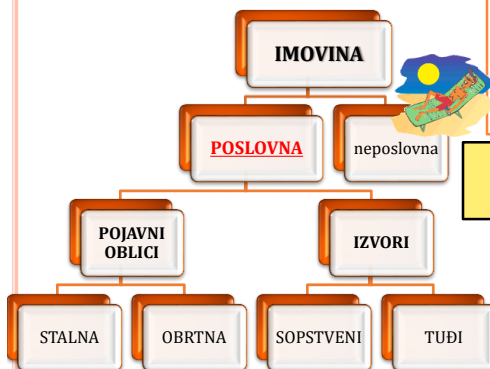 IMOVINA
POSLOVNA
neposlovna
POJAVNI
OBLICI
IZVORI
STALNA
OBRTNA
SOPSTVENI
TUĐI